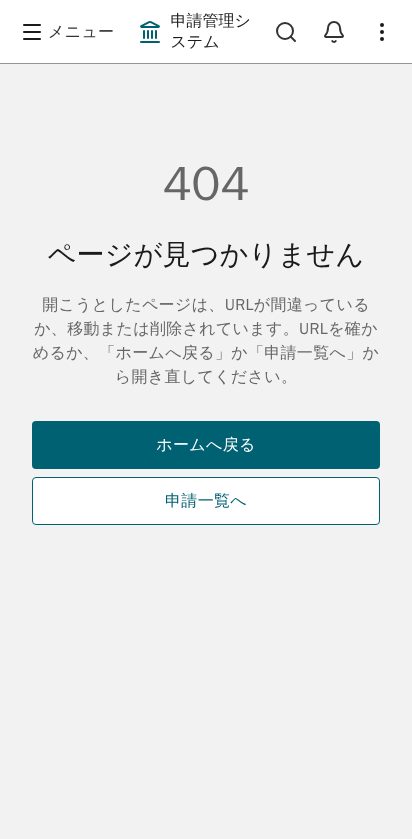 メニュー
申請管理シ
ステム
404
ページが見つかりません
開こうとしたページは、URLが間違っている
か、移動または削除されています。URLを確か
めるか、「ホームへ戻る」か「申請一覧へ」か
ら開き直してください。
ホームへ戻る
申請一覧へ